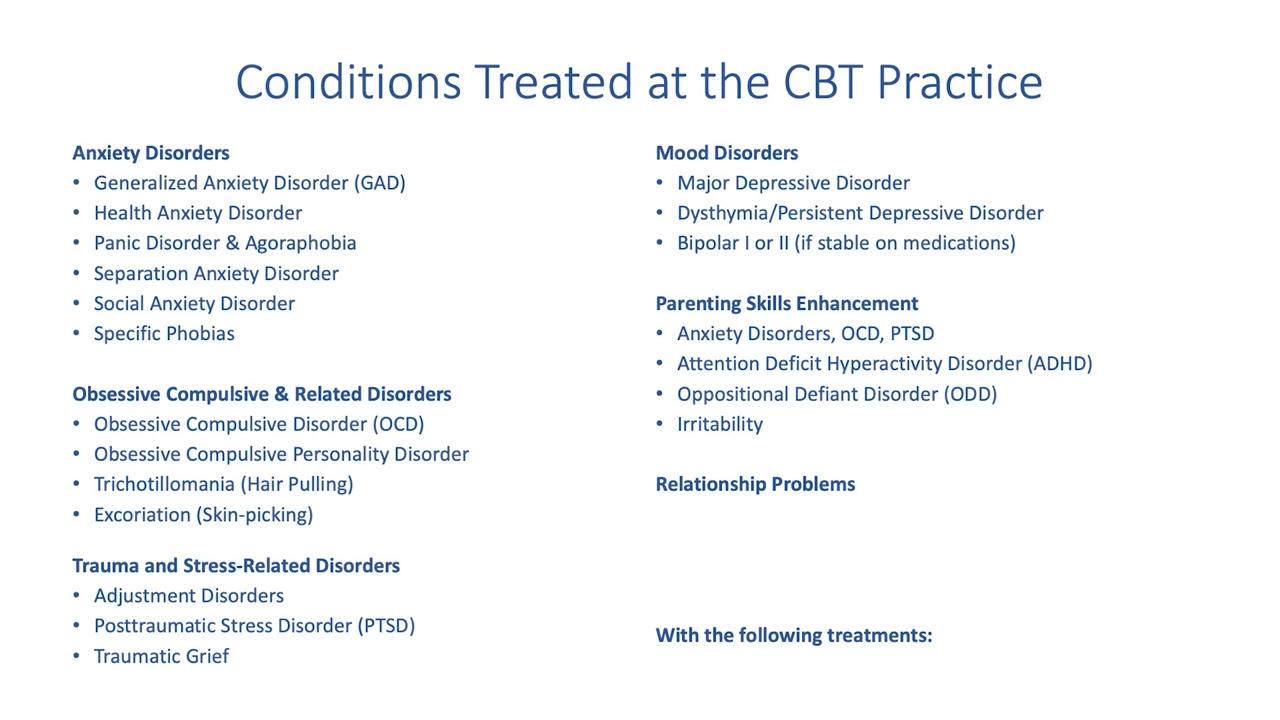 Conditions Treated at the CBT Practice
Anxiety Disorders
• Generalized Anxiety Disorder (GAD)
• Health Anxiety Disorder
• Panic Disorder & Agoraphobia
• Separation Anxiety Disorder
• Social Anxiety Disorder
• Specific Phobias
Obsessive Compulsive & Related Disorders
• Obsessive Compulsive Disorder (OCD)
• Obsessive Compulsive Personality Disorder
• Trichotillomania (Hair Pulling)
• Excoriation (Skin-picking)
Trauma and Stress-Related Disorders
• Adjustment Disorders
• Posttraumatic Stress Disorder (PTSD)
• Traumatic Grief
Mood Disorders
• Major Depressive Disorder
• Dysthymia/Persistent Depressive Disorder
• Bipolar I or II (if stable on medications)
Parenting Skills Enhancement
• Anxiety Disorders, OCD, PTSD
• Attention Deficit Hyperactivity Disorder (ADHD)
• Oppositional Defiant Disorder (ODD)
• Irritability
Relationship Problems
With the following treatments: